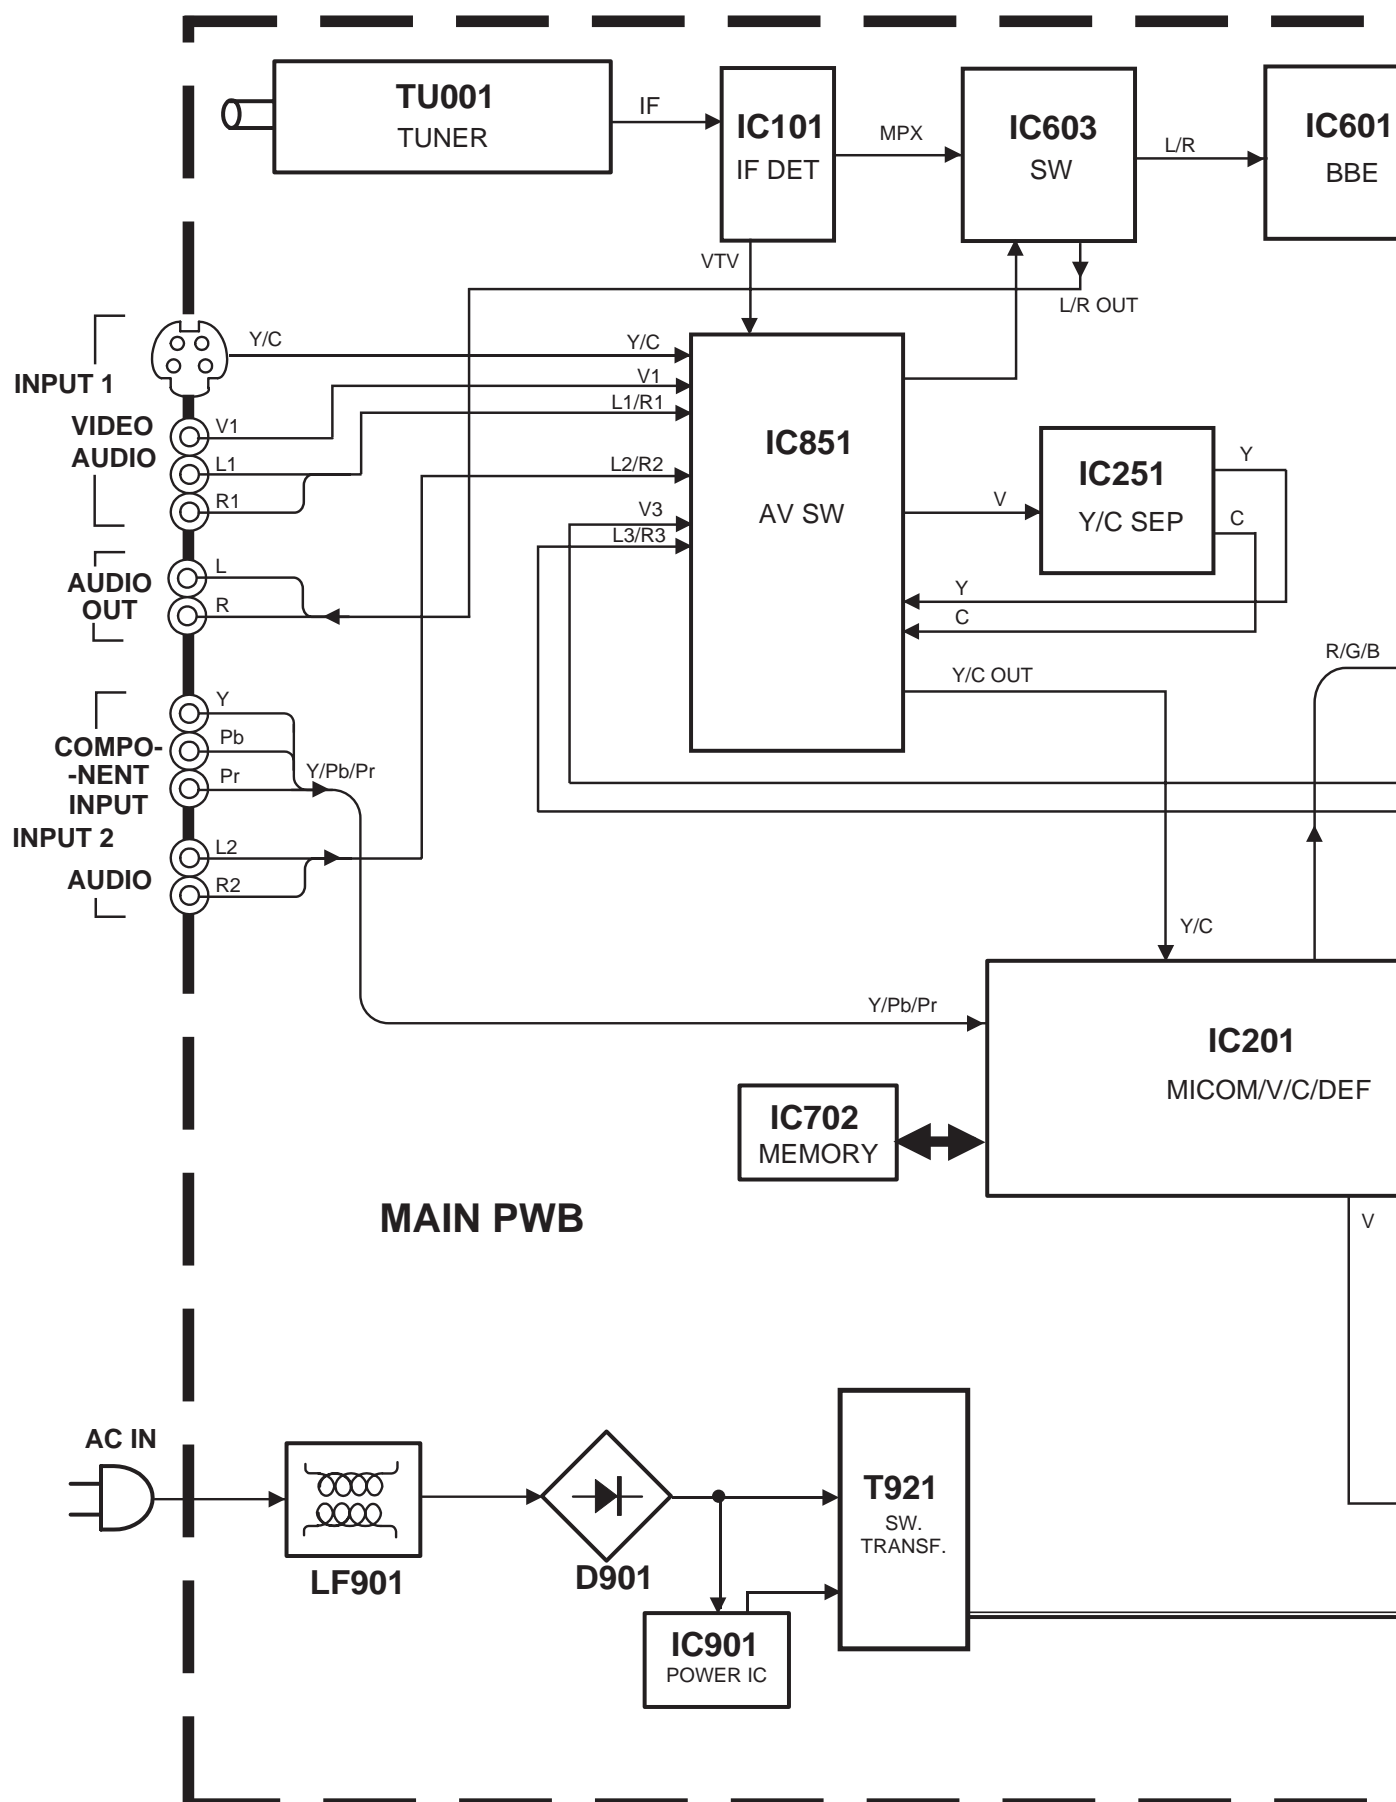 TU001
TUNER
IF
IC101
IF DET
MPX
IC603
SW
L/R
IC601
BBE
VTV
L/R OUT
INPUT 1
Y/C
Y/C
V1
L1/R1
VIDEO
AUDIO
V1
L1
R1
L2/R2
V3
L3/R3
IC851
AV SW
V
IC251
Y/C SEP
Y
C
Y
C
Y/C OUT
R/G/B
AUDIO
OUT
L
R
COMPO-
-NENT
INPUT
Y
Pb
Pr
Y/Pb/Pr
INPUT 2
AUDIO
L2
R2
Y/C
Y/Pb/Pr
IC201
MICOM/V/C/DEF
IC702
MEMORY
MAIN PWB
V
AC IN
LF901
D901
T921
SW.
TRANSF.
IC901
POWER IC